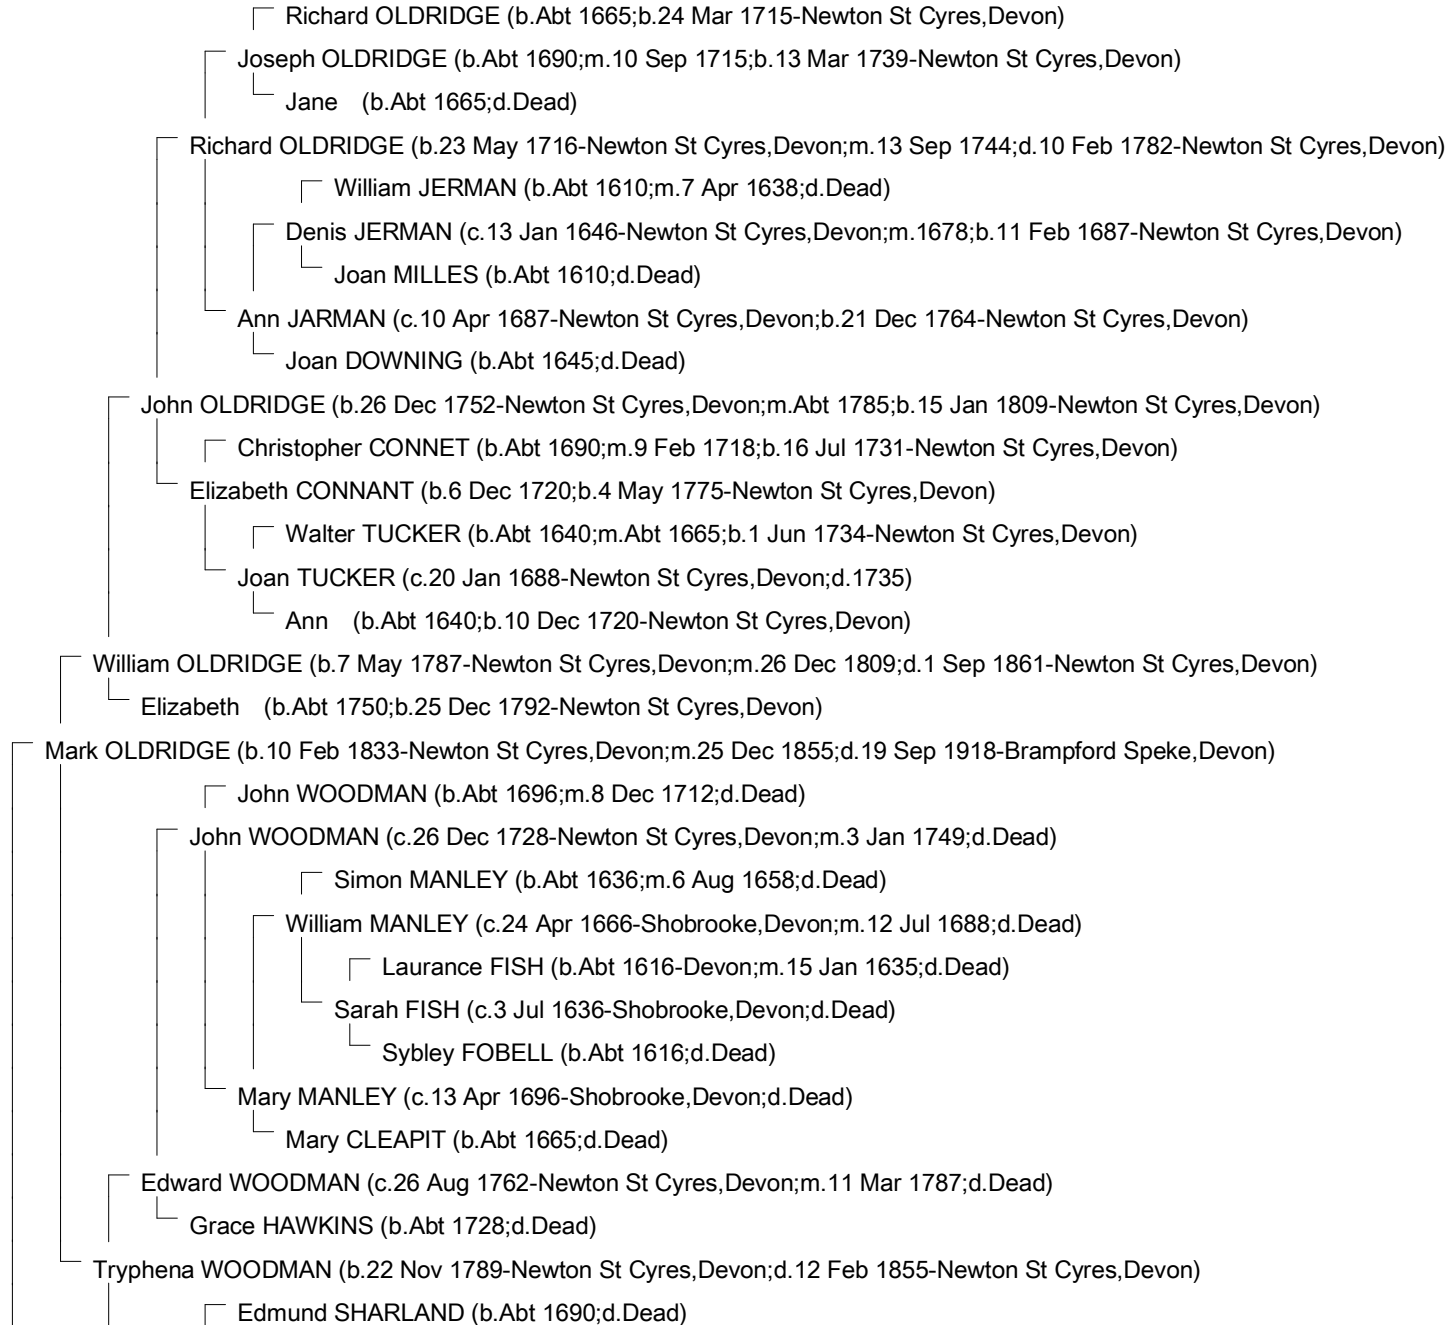 Richard OLDRIDGE (b.Abt 1665;b.24 Mar 1715-Newton St Cyres,Devon)
Joseph OLDRIDGE (b.Abt 1690;m.10 Sep 1715;b.13 Mar 1739-Newton St Cyres,Devon)
Jane (b.Abt 1665;d.Dead)
Richard OLDRIDGE (b.23 May 1716-Newton St Cyres,Devon;m.13 Sep 1744;d.10 Feb 1782-Newton St Cyres,Devon)
William JERMAN (b.Abt 1610;m.7 Apr 1638;d.Dead)
Denis JERMAN (c.13 Jan 1646-Newton St Cyres,Devon;m.1678;b.11 Feb 1687-Newton St Cyres,Devon)
Joan MILLES (b.Abt 1610;d.Dead)
Ann JARMAN (c.10 Apr 1687-Newton St Cyres,Devon;b.21 Dec 1764-Newton St Cyres,Devon)
Joan DOWNING (b.Abt 1645;d.Dead)
John OLDRIDGE (b.26 Dec 1752-Newton St Cyres,Devon;m.Abt 1785;b.15 Jan 1809-Newton St Cyres,Devon)
Christopher CONNET (b.Abt 1690;m.9 Feb 1718;b.16 Jul 1731-Newton St Cyres,Devon)
Elizabeth CONNANT (b.6 Dec 1720;b.4 May 1775-Newton St Cyres,Devon)
Walter TUCKER (b.Abt 1640;m.Abt 1665;b.1 Jun 1734-Newton St Cyres,Devon)
Joan TUCKER (c.20 Jan 1688-Newton St Cyres,Devon;d.1735)
Ann (b.Abt 1640;b.10 Dec 1720-Newton St Cyres,Devon)
William OLDRIDGE (b.7 May 1787-Newton St Cyres,Devon;m.26 Dec 1809;d.1 Sep 1861-Newton St Cyres,Devon)
Elizabeth (b.Abt 1750;b.25 Dec 1792-Newton St Cyres,Devon)
Mark OLDRIDGE (b.10 Feb 1833-Newton St Cyres,Devon;m.25 Dec 1855;d.19 Sep 1918-Brampford Speke,Devon)
John WOODMAN (b.Abt 1696;m.8 Dec 1712;d.Dead)
John WOODMAN (c.26 Dec 1728-Newton St Cyres,Devon;m.3 Jan 1749;d.Dead)
Simon MANLEY (b.Abt 1636;m.6 Aug 1658;d.Dead)
William MANLEY (c.24 Apr 1666-Shobrooke,Devon;m.12 Jul 1688;d.Dead)
Laurance FISH (b.Abt 1616-Devon;m.15 Jan 1635;d.Dead)
Sarah FISH (c.3 Jul 1636-Shobrooke,Devon;d.Dead)
Sybley FOBELL (b.Abt 1616;d.Dead)
Mary MANLEY (c.13 Apr 1696-Shobrooke,Devon;d.Dead)
Mary CLEAPIT (b.Abt 1665;d.Dead)
Edward WOODMAN (c.26 Aug 1762-Newton St Cyres,Devon;m.11 Mar 1787;d.Dead)
Grace HAWKINS (b.Abt 1728;d.Dead)
Tryphena WOODMAN (b.22 Nov 1789-Newton St Cyres,Devon;d.12 Feb 1855-Newton St Cyres,Devon)
Edmund SHARLAND (b.Abt 1690;d.Dead)